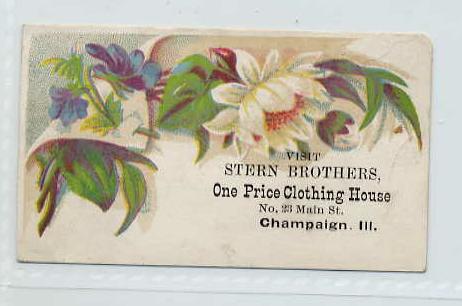 VISIT
STERN BROTHERS,
One Price Clothing House
No. 23 Main St.
Champaign. Ill.